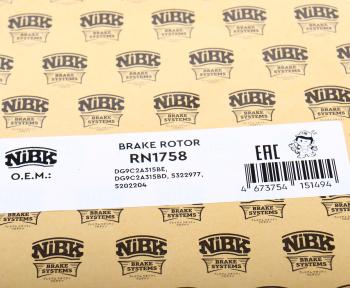 NiBK
BRAKE
SYSTEMS
NiBK
O.E.M.:
BRAKE ROTOR
RN1758
DG9C2A315BE,
DG9C2A315BD, 5322977,
5202204
EAC
4 673754 151494